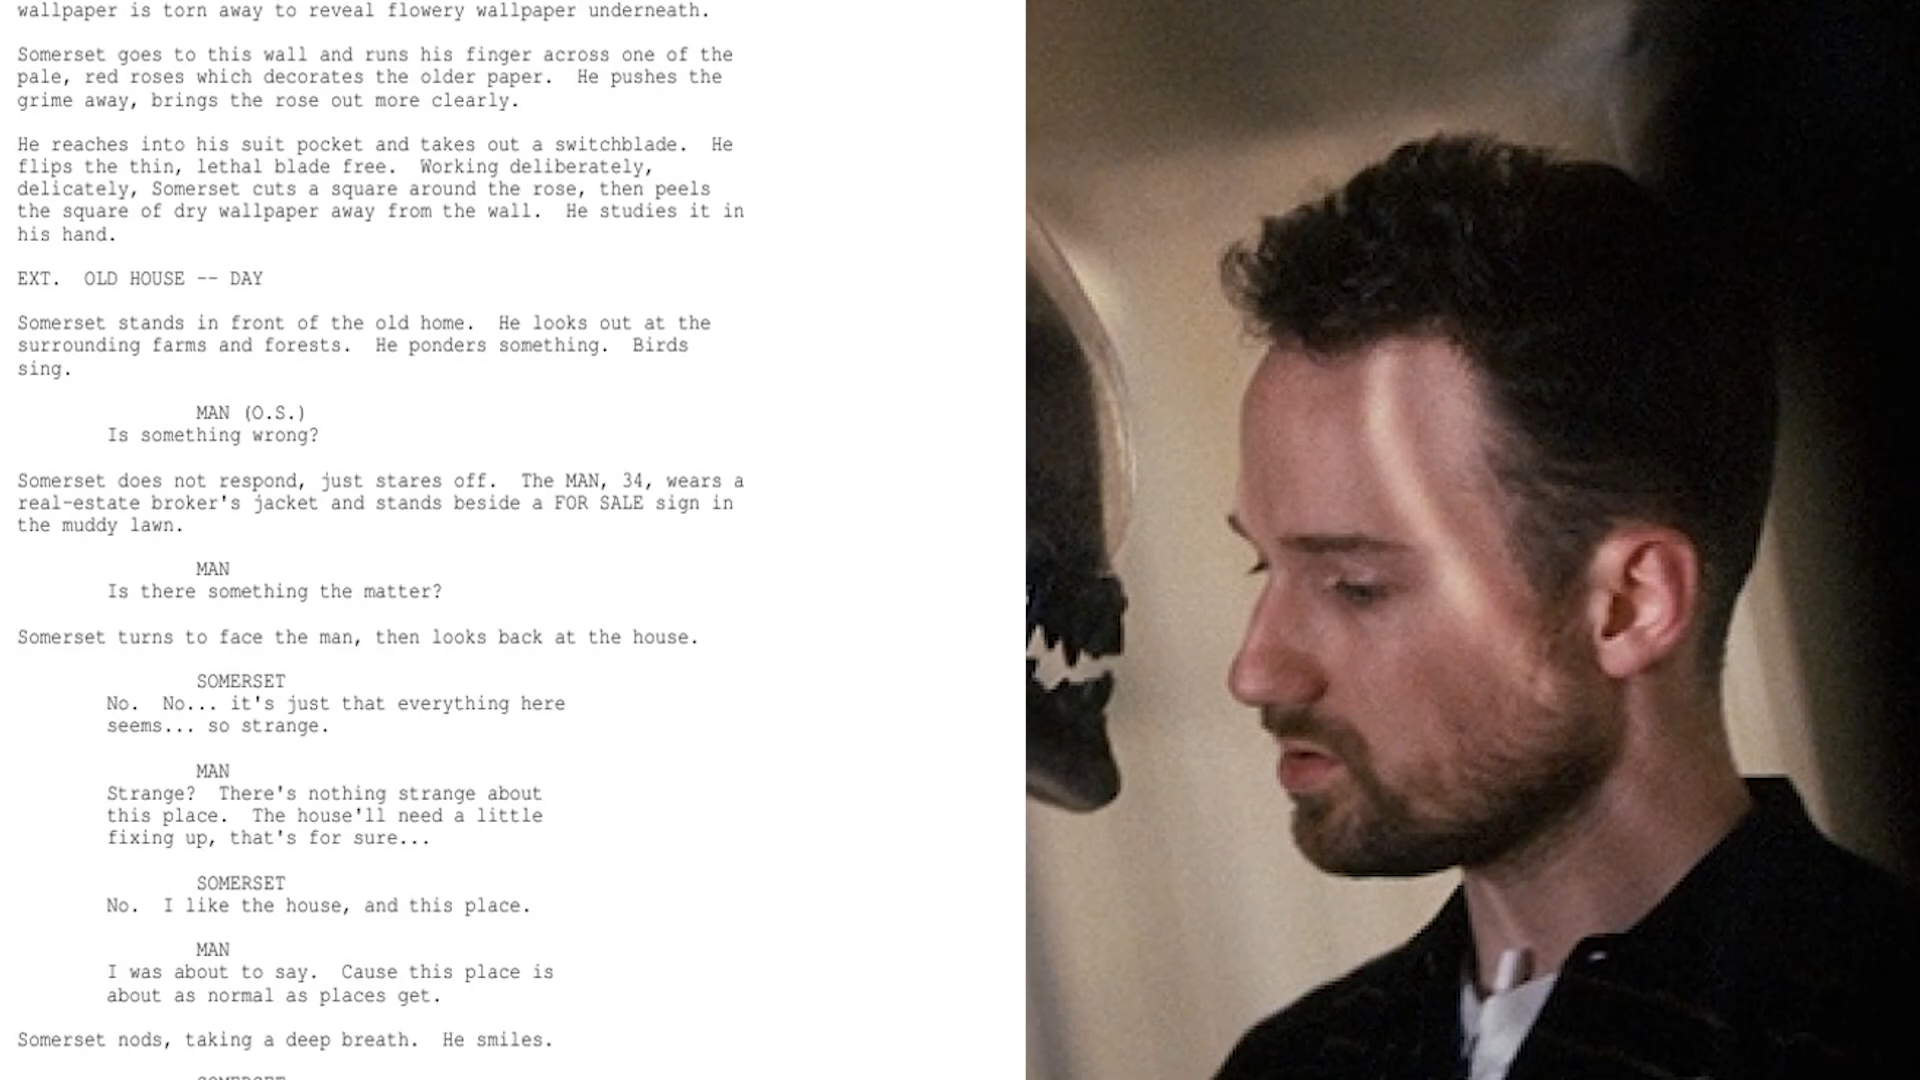 wallpaper is torn away to reveal flowery wallpaper underneath.
Somerset goes to this wall and runs his finger across one of the
pale, red roses which decorates the older paper. He pushes the
grime away, brings the rose out more clearly.
He reaches into his suit pocket and takes out a switchblade. He
flips the thin, lethal blade free. Working deliberately,
delicately, Somerset cuts a square around the rose, then peels
the square of dry wallpaper away from the wall. He studies it in
his hand.
EXT. OLD HOUSE -- DAY
Somerset stands in front of the old home. He looks out at the
surrounding farms and forests. He ponders something. Birds
sing.
MAN (O.S.)
Is something wrong?
Somerset does not respond, just stares off. The MAN, 34, wears a
real-estate broker's jacket and stands beside a FOR SALE sign in
the muddy lawn.
MAN
Is there something the matter?
Somerset turns to face the man, then looks back at the house.
SOMERSET
No. No... it's just that everything here
seems... so strange.
MAN
Strange? There's nothing strange about
this place. The house'll need a little
fixing up, that's for sure...
SOMERSET
No. I like the house, and this place.
MAN
I was about to say. Cause this place is
about as normal as places get.
Somerset nods, taking a deep breath. He smiles.
SOMERSET